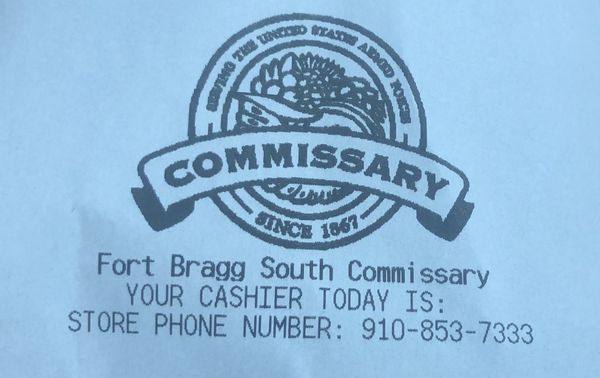 SERVING THE UNITED STATES ARMED FORCES
COMMISSARY
SINCE 1867
Fort Bragg South Commissary
YOUR CASHIER TODAY IS:
STORE PHONE NUMBER: 910-853-7333